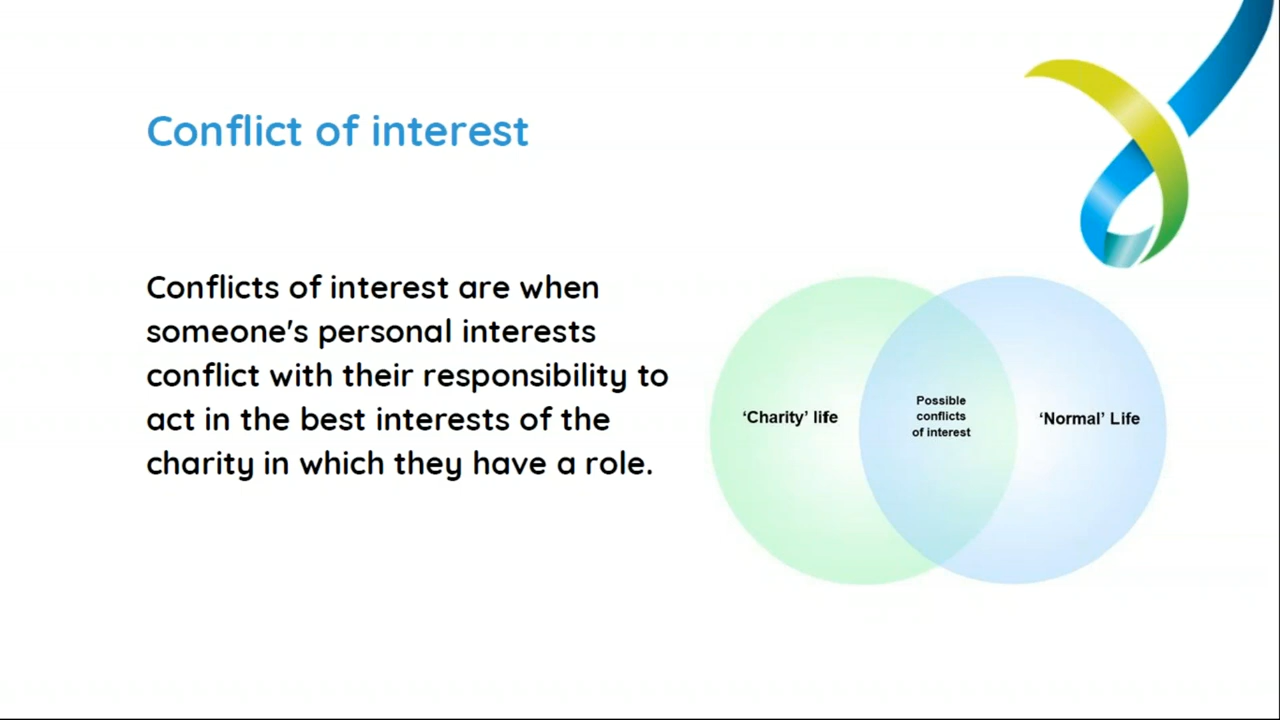 Conflict of interest
Conflicts of interest are when
someone's personal interests
conflict with their responsibility to
act in the best interests of the
charity in which they have a role.
‘Charity’ life
Possible
conflicts
of interest
‘Normal’ Life